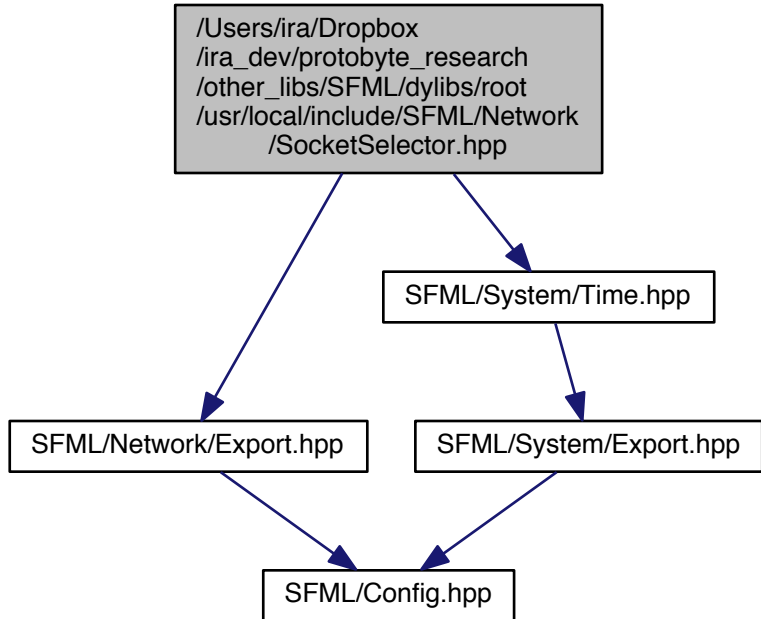 /Users/ira/Dropbox
/ira_dev/protobyte_research
/other_libs/SFML/dylibs/root
/usr/local/include/SFML/Network
/SocketSelector.hpp
SFML/System/Time.hpp
SFML/Network/Export.hpp
SFML/System/Export.hpp
SFML/Config.hpp